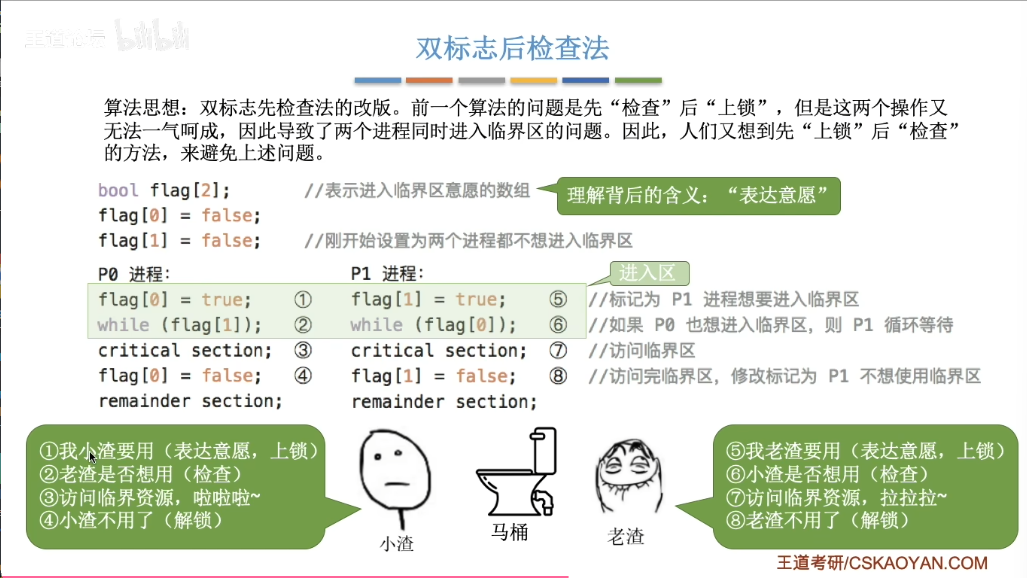 王道论坛 bilibili
双标志后检查法
算法思想：双标志先检查法的改版。前一个算法的问题是先“检查”后“上锁”，但是这两个操作又
无法一气呵成，因此导致了两个进程同时进入临界区的问题。因此，人们又想到先“上锁”后“检查”
的方法，来避免上述问题。
bool flag[2]; //表示进入临界区意愿的数组
理解背后的含义：“表达意愿”
flag[0] = false;
flag[1] = false; //刚开始设置为两个进程都不想进入临界区
P0 进程: P1 进程:
进入区
flag[0] = true; ① flag[1] = true; ⑤ //标记为 P1 进程想要进入临界区
while (flag[1]); ② while (flag[0]); ⑥ //如果 P0 也想进入临界区，则 P1 循环等待
critical section; ③ critical section; ⑦ //访问临界区
flag[0] = false; ④ flag[1] = false; ⑧ //访问完临界区，修改标记为 P1 不想使用临界区
remainder section; remainder section;
①我小渣要用（表达意愿，上锁）
②老渣是否想用（检查）
③访问临界资源，啦啦啦~
④小渣不用了（解锁）
小渣
马桶
老渣
⑤我老渣要用（表达意愿，上锁）
⑥小渣是否想用（检查）
⑦访问临界资源，拉拉拉~
⑧老渣不用了（解锁）
王道考研/CSKAOYAN.COM